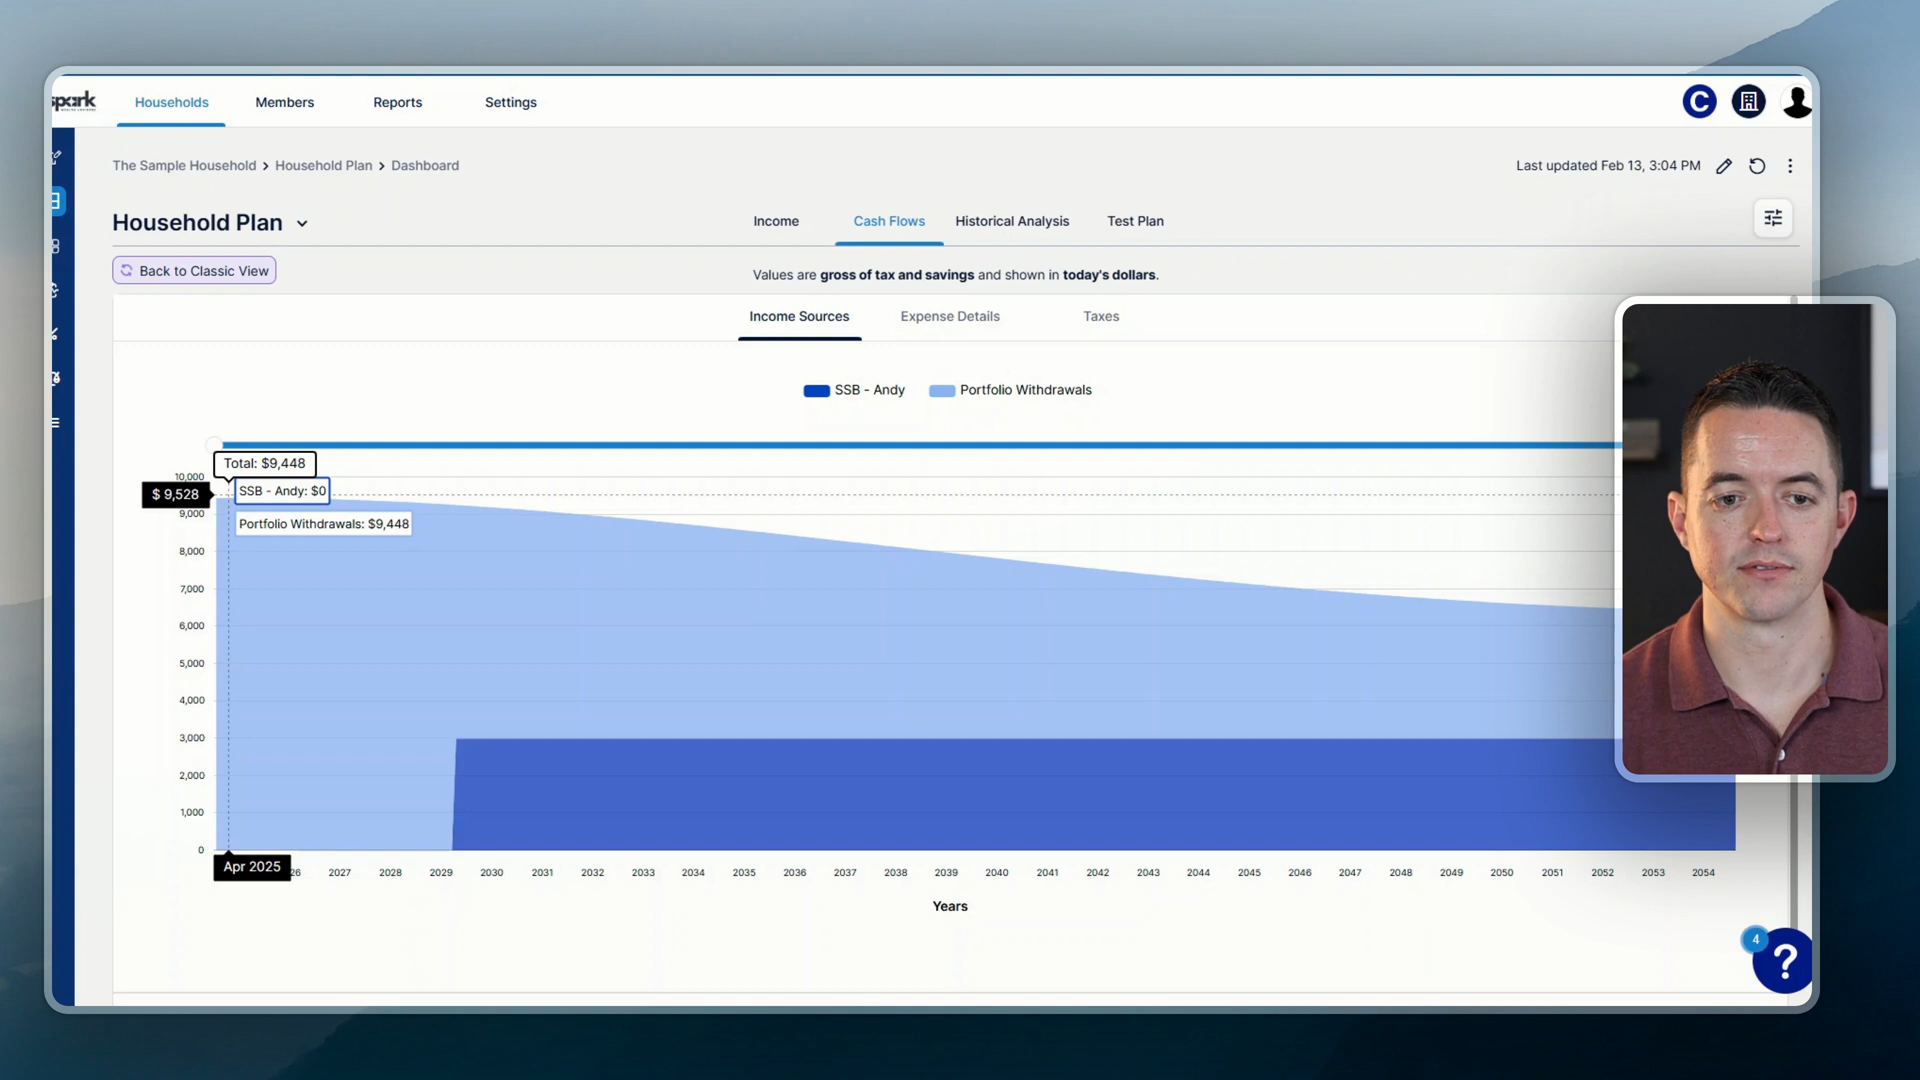 spark
Households Members Reports Settings
C
The Sample Household > Household Plan > Dashboard
Last updated Feb 13, 3:04 PM
Household Plan
Income Cash Flows Historical Analysis Test Plan
Back to Classic View
Values are gross of tax and savings and shown in today's dollars.
Income Sources Expense Details Taxes
SSB - Andy Portfolio Withdrawals
Total: $9,448
10,000
$ 9,528
SSB - Andy: $0
9,000
Portfolio Withdrawals: $9,448
8,000
7,000
6,000
5,000
4,000
3,000
2,000
1,000
0
Apr 2025
26 2027 2028 2029 2030 2031 2032 2033 2034 2035 2036 2037 2038 2039 2040 2041 2042 2043 2044 2045 2046 2047 2048 2049 2050 2051 2052 2053 2054
Years
4
?